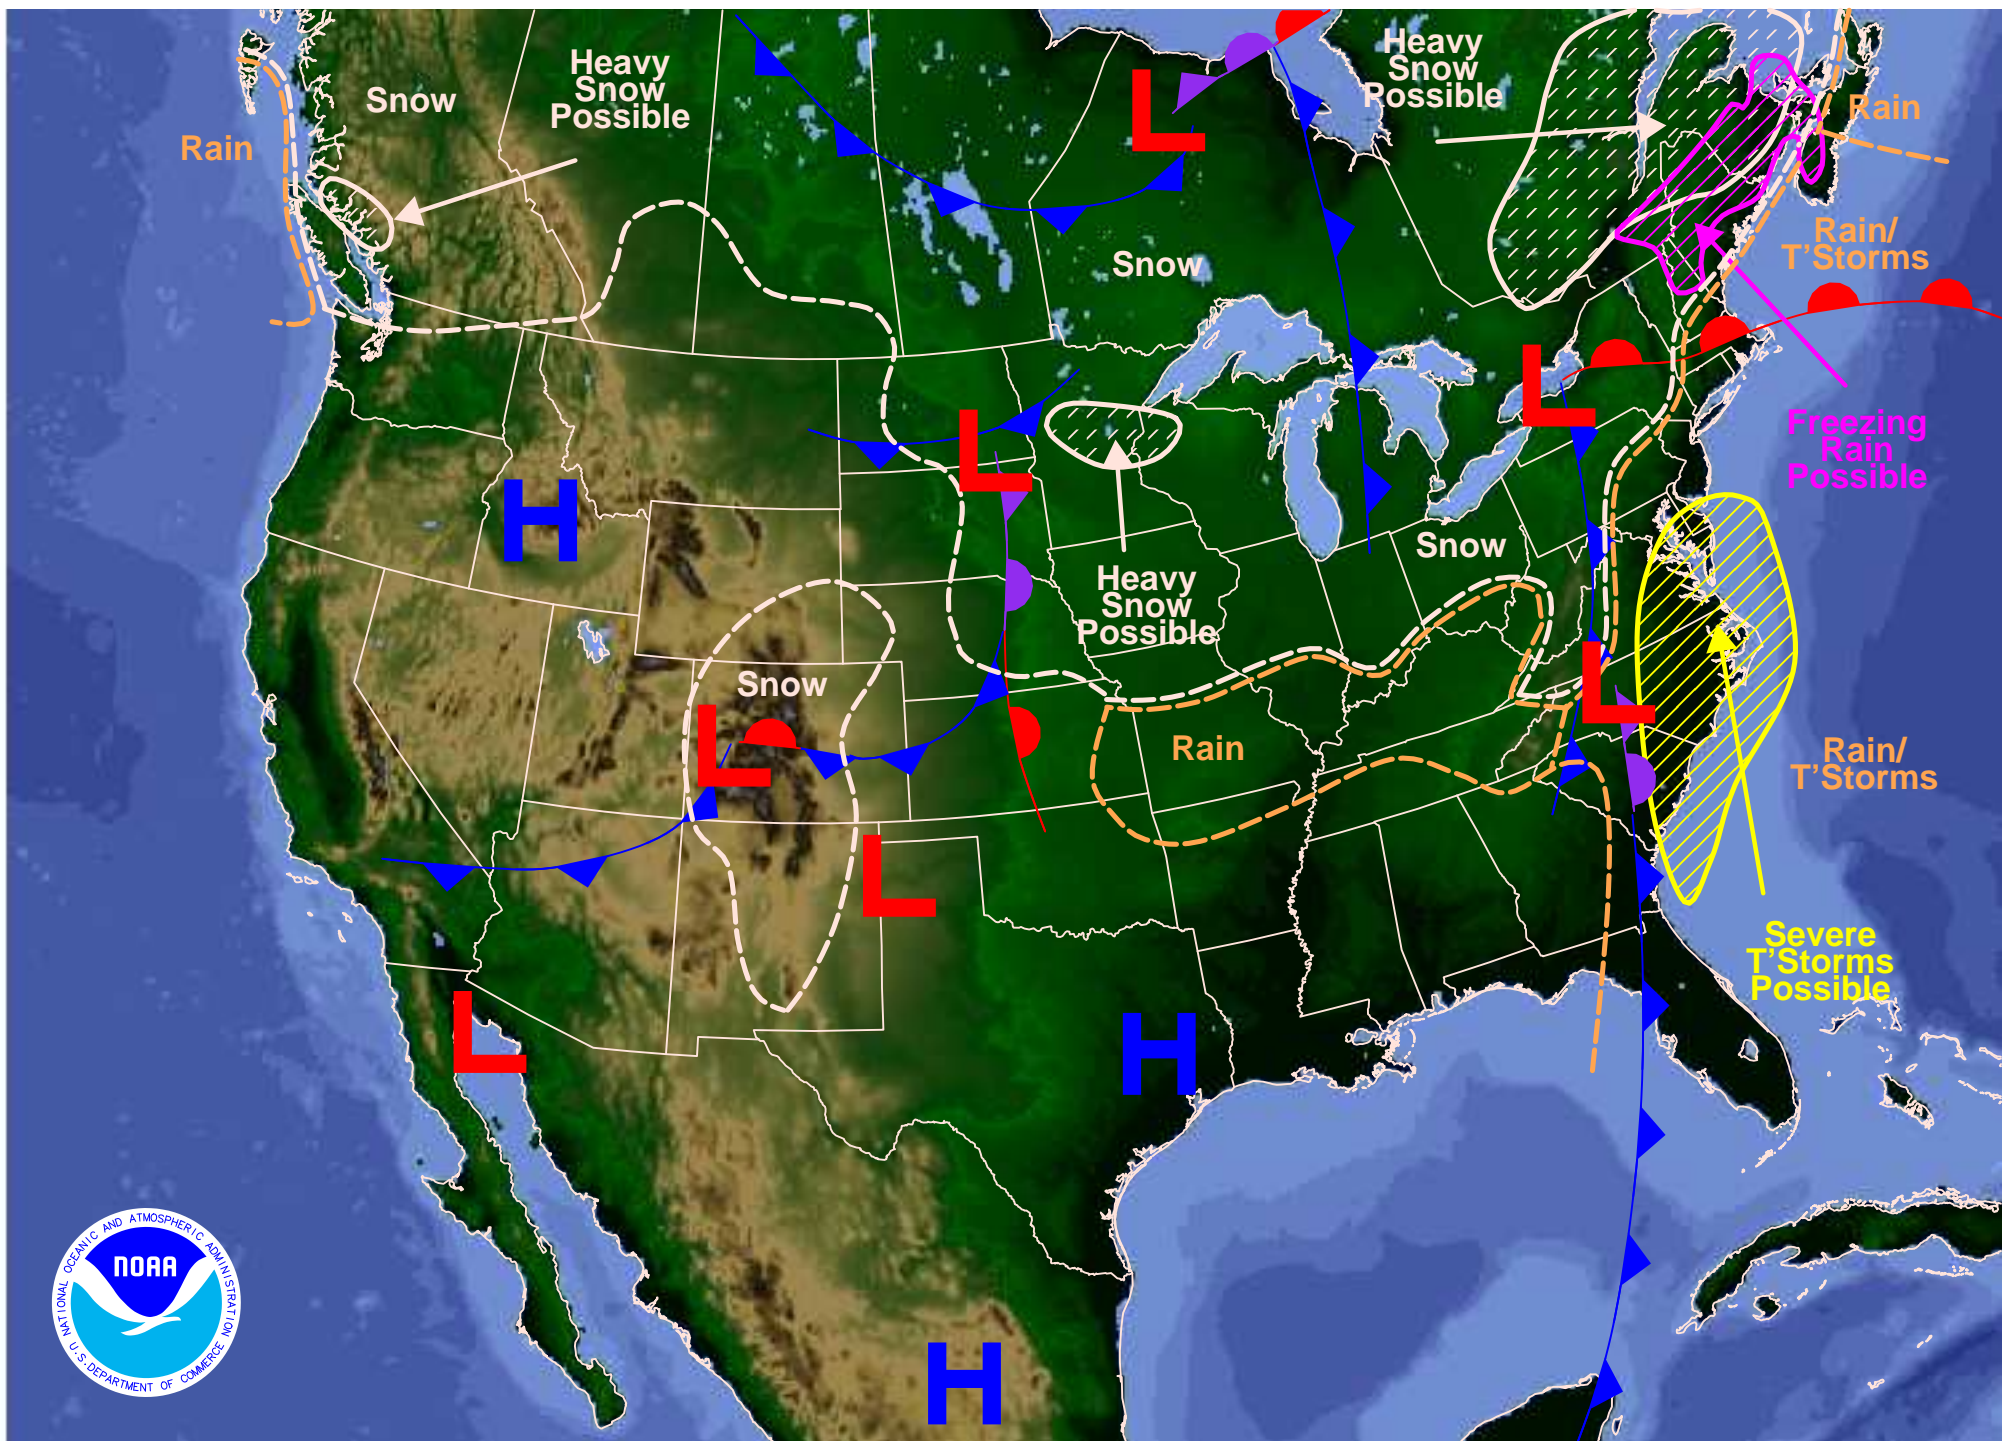 Heavy
Snow
Possible
Snow
Rain
Heavy
Snow
Possible
Rain
Rain/
T'Storms
Snow
Freezing
Rain
Possible
L
L
L
H
Snow
Heavy
Snow
Possible
Snow
L
L
Rain
Rain/
T'Storms
L
Severe
T'Storms
Possible
L
H
H
NATIONAL OCEANIC AND ATMOSPHERIC ADMINISTRATION
NOAA
U.S. DEPARTMENT OF COMMERCE